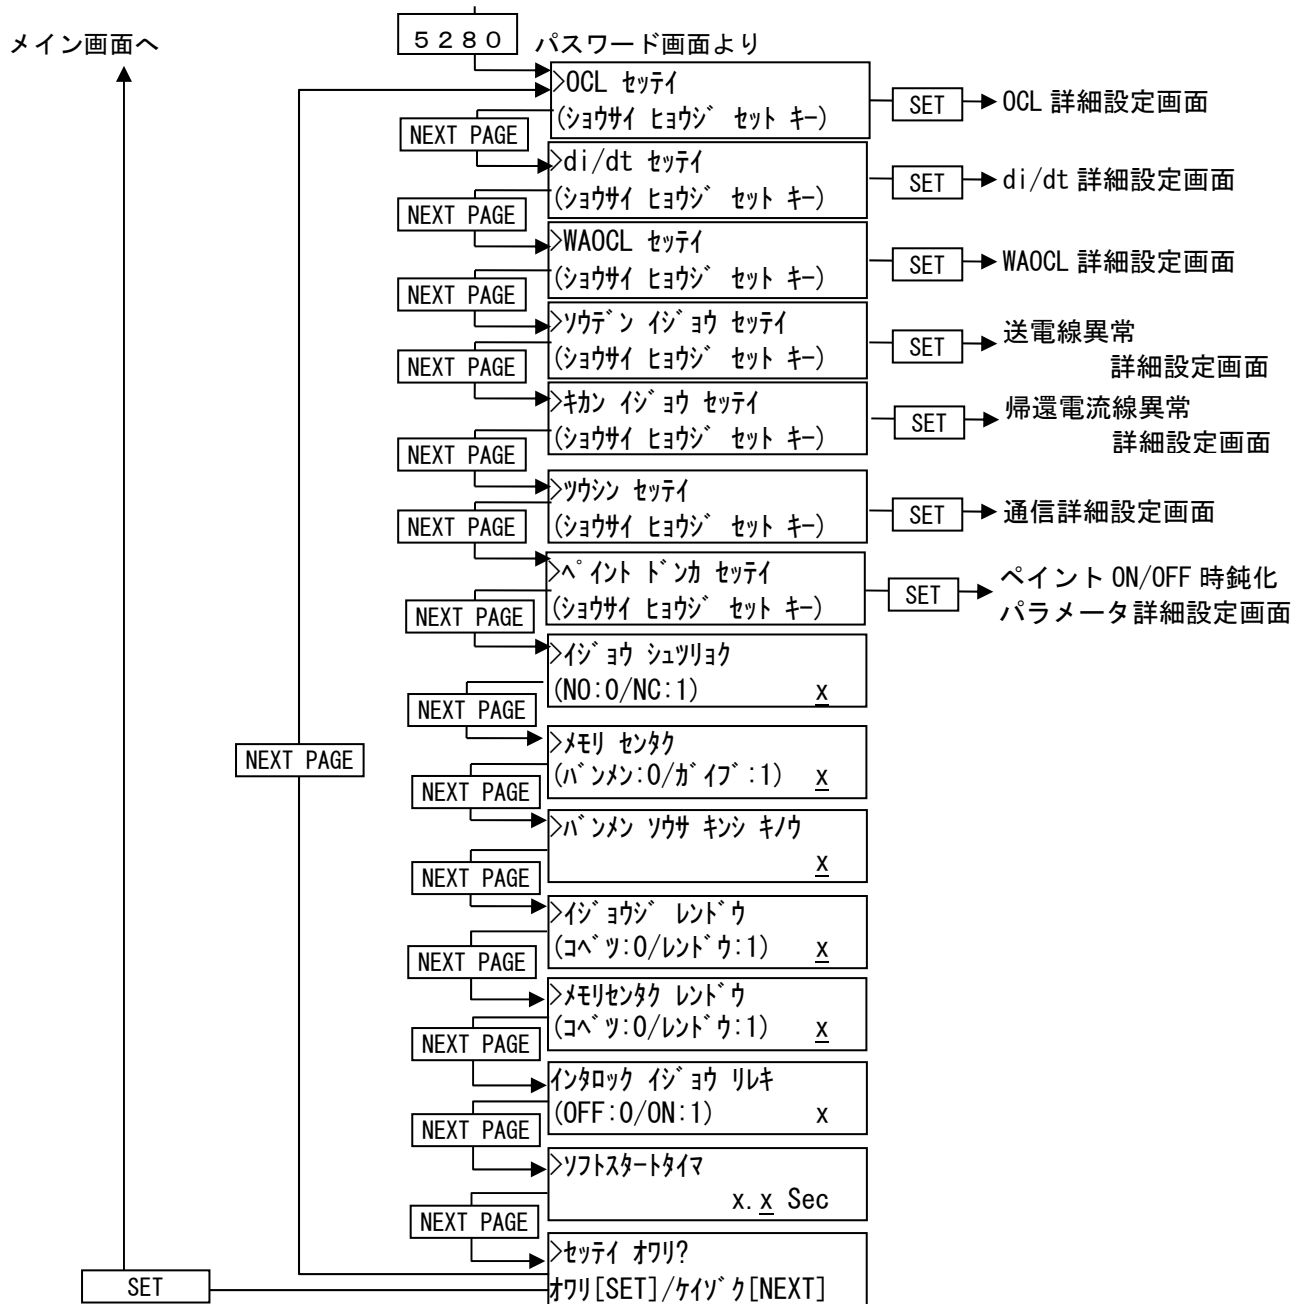 メイン画面へ
５２８０
パスワード画面より
>OCL ｾｯﾃｲ
(ｼｮｳｻｲ ﾋｮｳｼﾞ ｾｯﾄ ｷｰ)
SET
OCL 詳細設定画面
NEXT PAGE
>di/dt ｾｯﾃｲ
(ｼｮｳｻｲ ﾋｮｳｼﾞ ｾｯﾄ ｷｰ)
SET
di/dt 詳細設定画面
NEXT PAGE
>WAOCL ｾｯﾃｲ
(ｼｮｳｻｲ ﾋｮｳｼﾞ ｾｯﾄ ｷｰ)
SET
WAOCL 詳細設定画面
NEXT PAGE
>ｿｳﾃﾞﾝ ｲｼﾞｮｳ ｾｯﾃｲ
(ｼｮｳｻｲ ﾋｮｳｼﾞ ｾｯﾄ ｷｰ)
SET
送電線異常
詳細設定画面
NEXT PAGE
>ｷｶﾝ ｲｼﾞｮｳ ｾｯﾃｲ
(ｼｮｳｻｲ ﾋｮｳｼﾞ ｾｯﾄ ｷｰ)
SET
帰還電流線異常
詳細設定画面
NEXT PAGE
>ﾂｳｼﾝ ｾｯﾃｲ
(ｼｮｳｻｲ ﾋｮｳｼﾞ ｾｯﾄ ｷｰ)
SET
通信詳細設定画面
NEXT PAGE
>ﾍﾟｲﾝﾄ ﾄﾞﾝｶ ｾｯﾃｲ
(ｼｮｳｻｲ ﾋｮｳｼﾞ ｾｯﾄ ｷｰ)
SET
ペイント ON/OFF 時鈍化
パラメータ詳細設定画面
NEXT PAGE
>ｲｼﾞｮｳ ｼｭﾂﾘｮｸ
(NO:0/NC:1) x
NEXT PAGE
>ﾒﾓﾘ ｾﾝﾀｸ
(ﾊﾞﾝﾒﾝ:0/ｶﾞｲﾌﾞ:1) x
NEXT PAGE
NEXT PAGE
>ﾊﾞﾝﾒﾝ ｿｳｻ ｷﾝｼ ｷﾉｳ
x
NEXT PAGE
>ｲｼﾞｮｳｼﾞ ﾚﾝﾄﾞｳ
(ｺﾍﾞﾂ:0/ﾚﾝﾄﾞｳ:1) x
NEXT PAGE
>ﾒﾓﾘｾﾝﾀｸ ﾚﾝﾄﾞｳ
(ｺﾍﾞﾂ:0/ﾚﾝﾄﾞｳ:1) x
NEXT PAGE
ｲﾝﾀﾛｯｸ ｲｼﾞｮｳ ﾘﾚｷ
(OFF:0/ON:1) x
NEXT PAGE
>ｿﾌﾄｽﾀｰﾄﾀｲﾏ
x.x Sec
NEXT PAGE
>ｾｯﾃｲ ｵﾜﾘ?
ｵﾜﾘ[SET]/ｹｲｿﾞｸ[NEXT]
SET